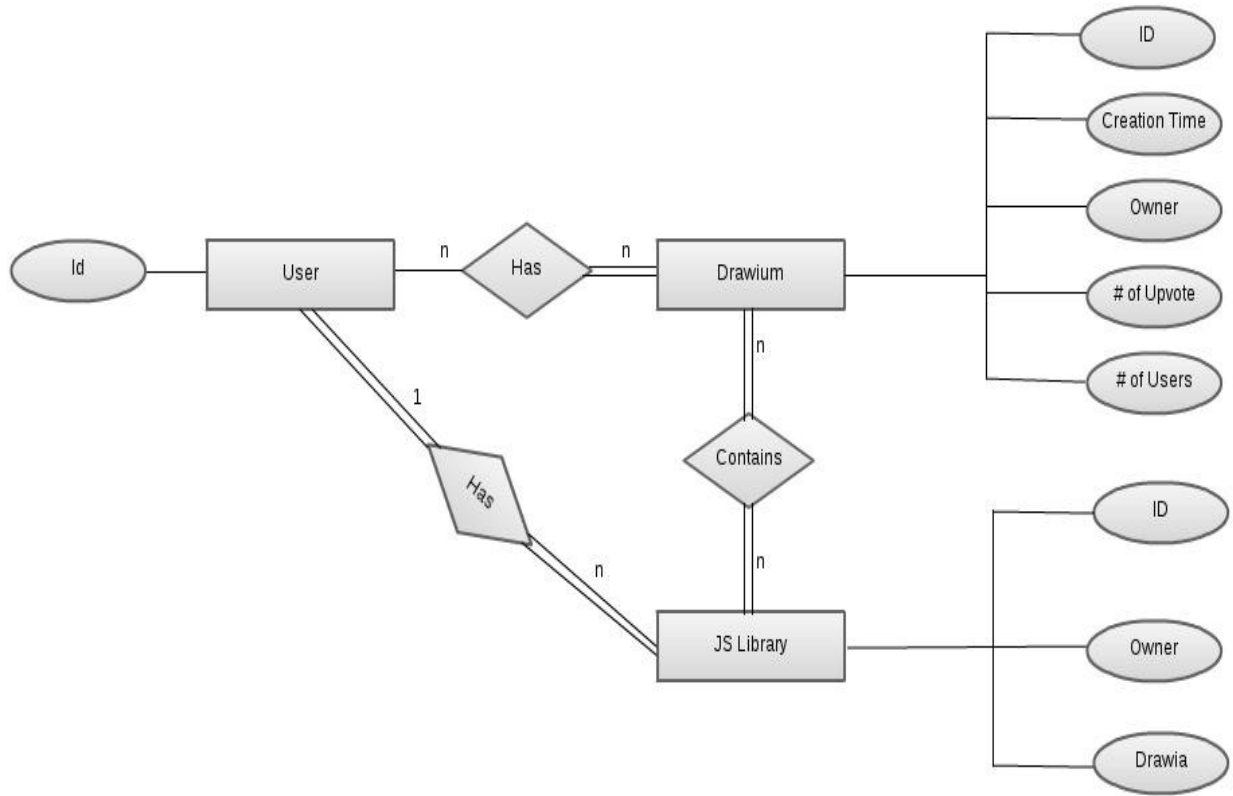 ID
Creation Time
Owner
# of Upvote
# of Users
Id
User
n
Has
n
Drawium
n
1
Contains
Has
n
n
JS Library
ID
Owner
Drawia